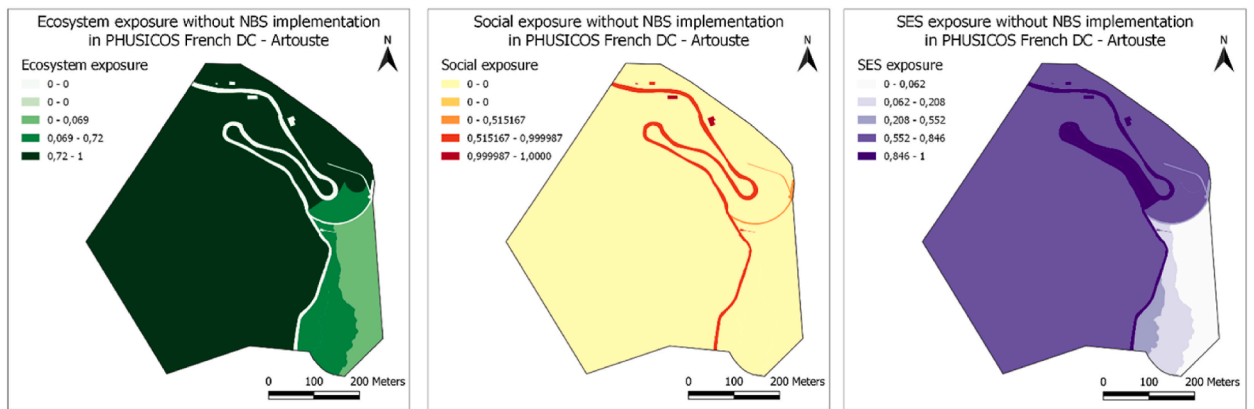 Ecosystem exposure without NBS implementation
in PHUSICOS French DC - Artouste
N
Ecosystem exposure
0 - 0
0 - 0
0 - 0,069
0,069 - 0,72
0,72 - 1
0 100 200 Meters
Social exposure without NBS implementation
in PHUSICOS French DC - Artouste
N
Social exposure
0 - 0
0 - 0
0 - 0,515167
0,515167 - 0,999987
0,999987 - 1,0000
0 100 200 Meters
SES exposure without NBS implementation
in PHUSICOS French DC - Artouste
N
SES exposure
0 - 0,062
0,062 - 0,208
0,208 - 0,552
0,552 - 0,846
0,846 - 1
0 100 200 Meters